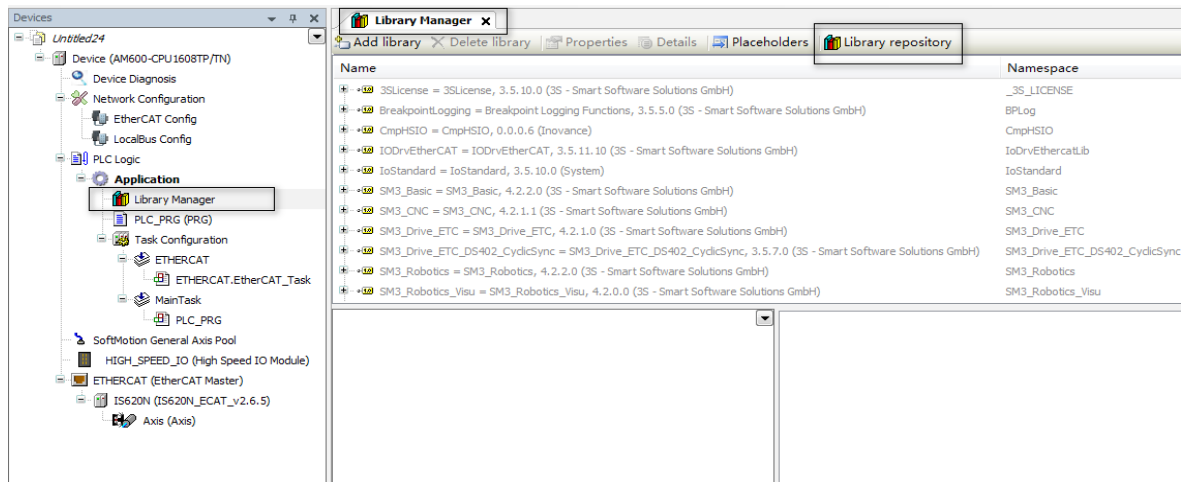 Devices
Untitled24
Device (AM600-CPU1608TP/TN)
Device Diagnosis
Network Configuration
EtherCAT Config
LocalBus Config
PLC Logic
Application
Library Manager
PLC_PRG (PRG)
Task Configuration
ETHERCAT
ETHERCAT.EtherCAT_Task
MainTask
PLC_PRG
SoftMotion General Axis Pool
HIGH_SPEED_IO (High Speed IO Module)
ETHERCAT (EtherCAT Master)
IS620N (IS620N_ECAT_v2.6.5)
Axis (Axis)
Library Manager
Add library Delete library Properties Details Placeholders Library repository
Name Namespace
3SLicense = 3SLicense, 3.5.10.0 (3S - Smart Software Solutions GmbH) _3S_LICENSE
BreakpointLogging = Breakpoint Logging Functions, 3.5.5.0 (3S - Smart Software Solutions GmbH) BPLog
CmpHSIO = CmpHSIO, 0.0.0.6 (Inovance) CmpHSIO
IODrvEtherCAT = IODrvEtherCAT, 3.5.11.10 (3S - Smart Software Solutions GmbH) IoDrvEthercatLib
IoStandard = IoStandard, 3.5.10.0 (System) IoStandard
SM3_Basic = SM3_Basic, 4.2.2.0 (3S - Smart Software Solutions GmbH) SM3_Basic
SM3_CNC = SM3_CNC, 4.2.1.1 (3S - Smart Software Solutions GmbH) SM3_CNC
SM3_Drive_ETC = SM3_Drive_ETC, 4.2.1.0 (3S - Smart Software Solutions GmbH) SM3_Drive_ETC
SM3_Drive_ETC_DS402_CyclicSync = SM3_Drive_ETC_DS402_CyclicSync, 3.5.7.0 (3S - Smart Software Solutions GmbH) SM3_Drive_ETC_DS402_CyclicSync
SM3_Robotics = SM3_Robotics, 4.2.2.0 (3S - Smart Software Solutions GmbH) SM3_Robotics
SM3_Robotics_Visu = SM3_Robotics_Visu, 4.2.0.0 (3S - Smart Software Solutions GmbH) SM3_Robotics_Visu